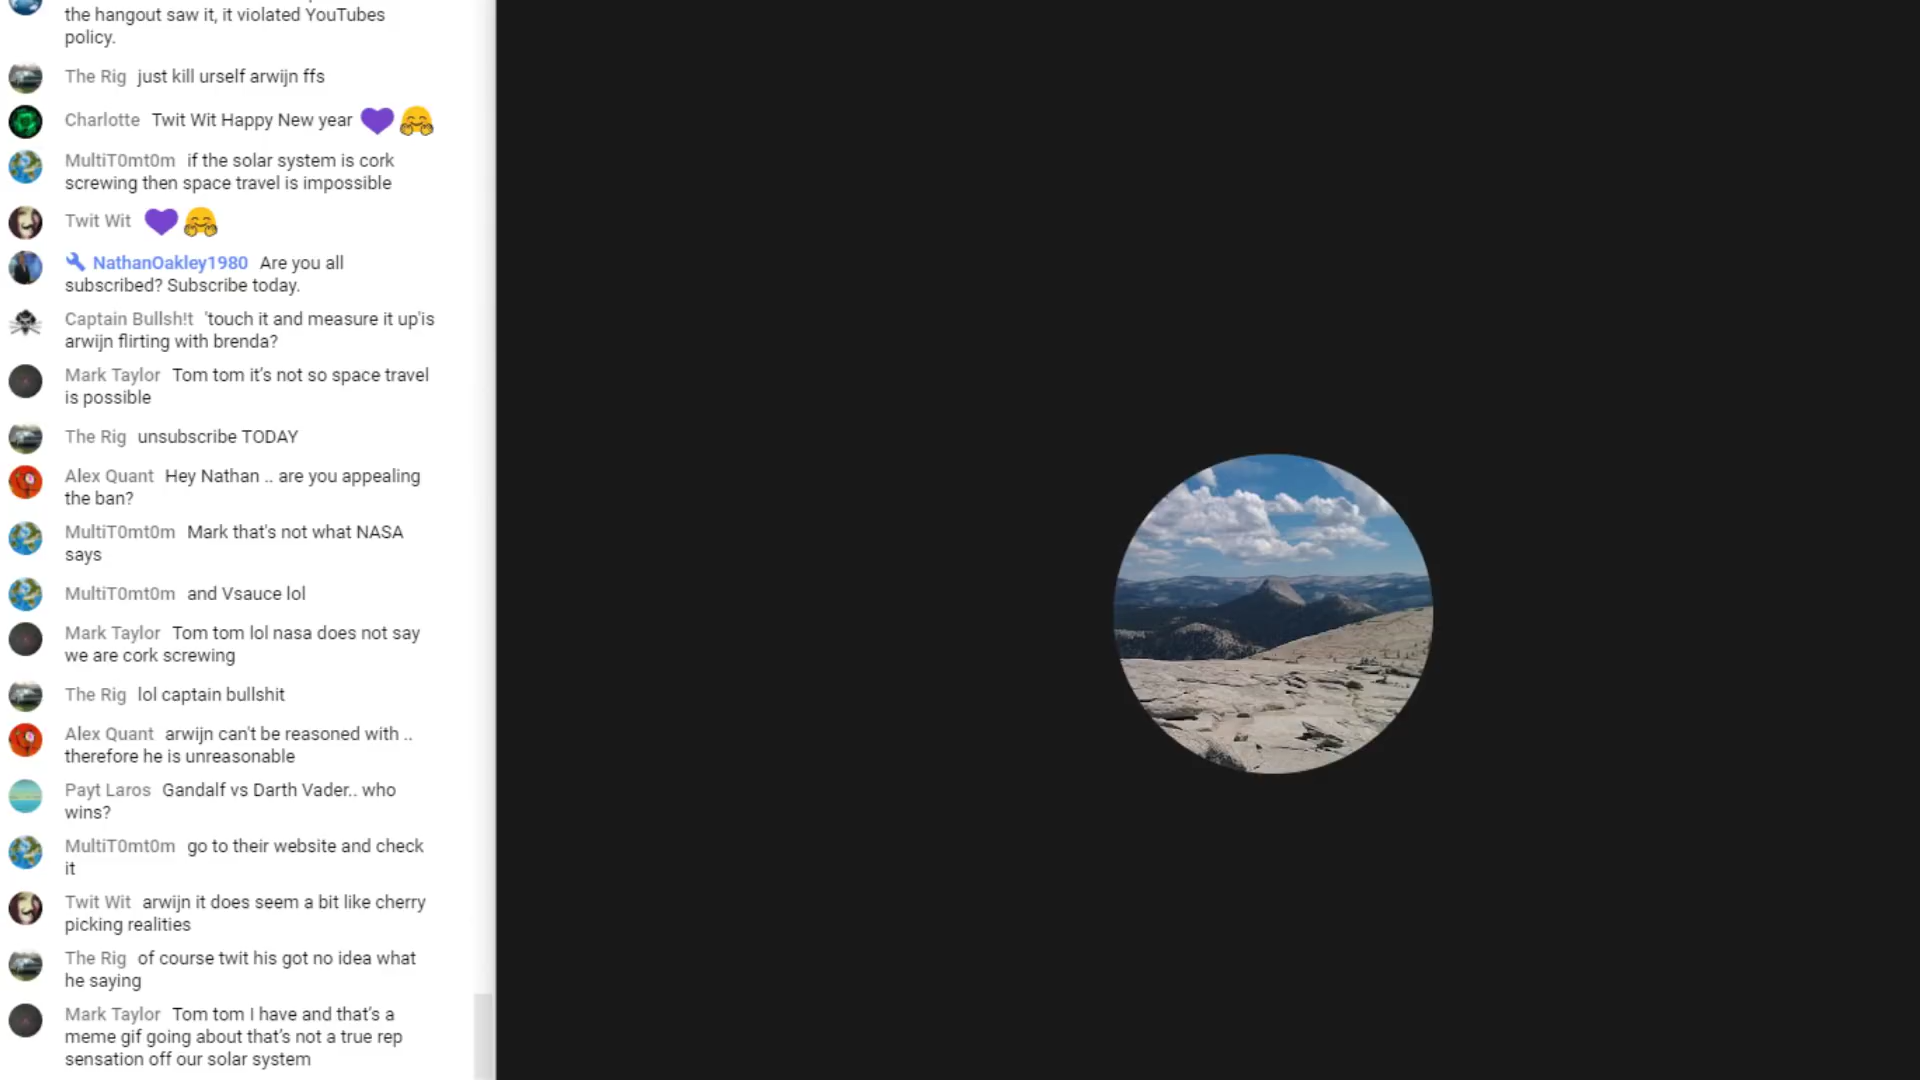 the hangout saw it, it violated YouTubes
policy.
The Rig just kill urself arwijn ffs
Charlotte Twit Wit Happy New year 💜🤗
MultiT0mt0m if the solar system is cork
screwing then space travel is impossible
Twit Wit 💜🤗
NathanOakley1980 Are you all
subscribed? Subscribe today.
Captain Bullsh!t 'touch it and measure it up'is
arwijn flirting with brenda?
Mark Taylor Tom tom it's not so space travel
is possible
The Rig unsubscribe TODAY
Alex Quant Hey Nathan .. are you appealing
the ban?
MultiT0mt0m Mark that's not what NASA
says
MultiT0mt0m and Vsauce lol
Mark Taylor Tom tom lol nasa does not say
we are cork screwing
The Rig lol captain bullshit
Alex Quant arwijn can't be reasoned with ..
therefore he is unreasonable
Payt Laros Gandalf vs Darth Vader.. who
wins?
MultiT0mt0m go to their website and check
it
Twit Wit arwijn it does seem a bit like cherry
picking realities
The Rig of course twit his got no idea what
he saying
Mark Taylor Tom tom I have and that's a
meme gif going about that's not a true rep
sensation off our solar system